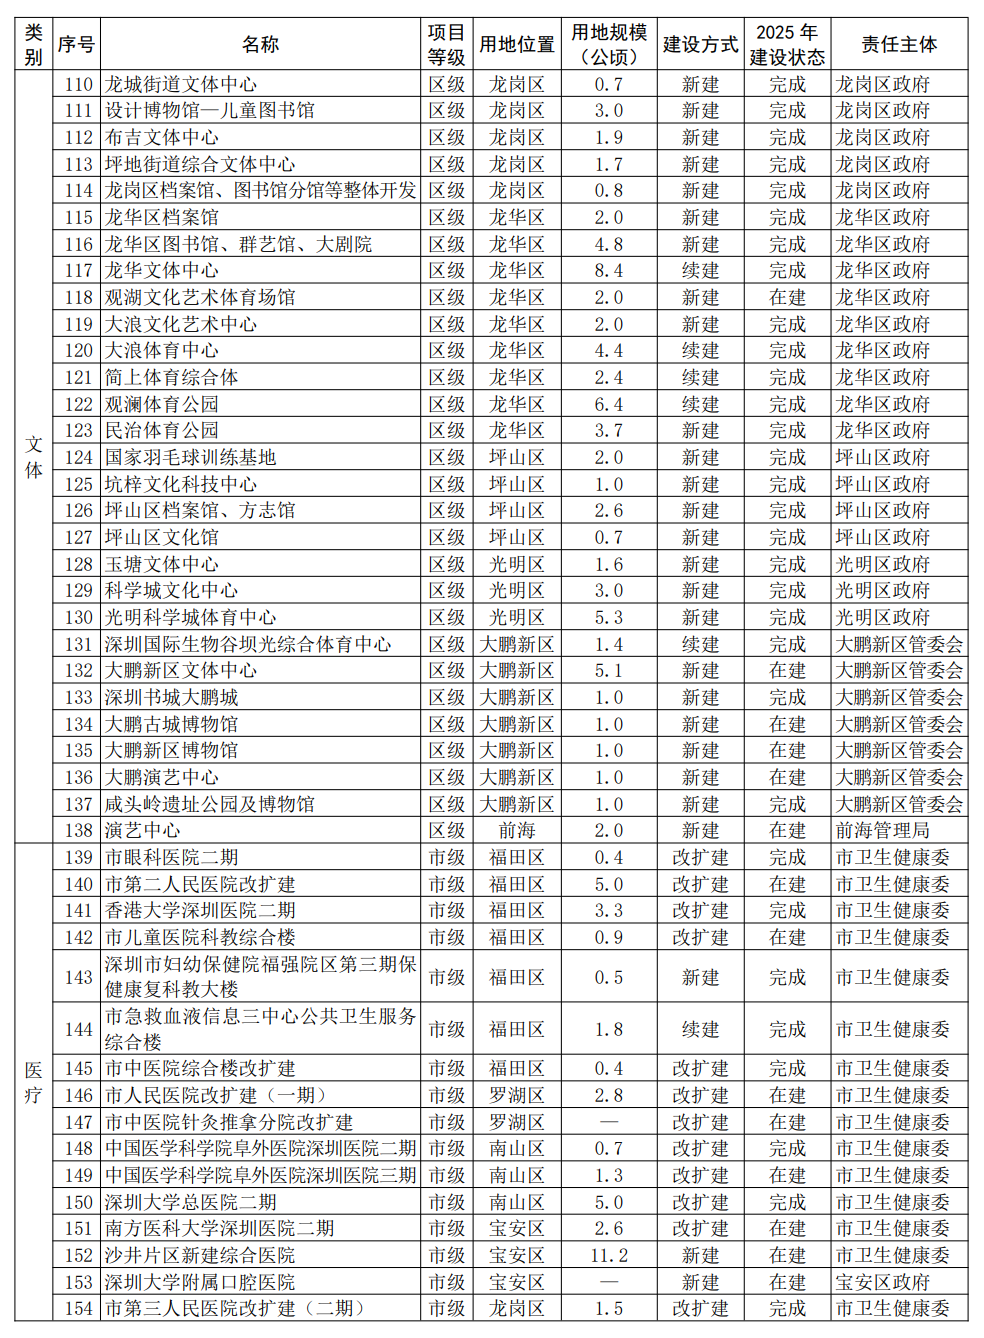 类别 序号 名称 项目等级 用地位置 用地规模（公顷） 建设方式 2025 年建设状态 责任主体
文体
110 龙城街道文体中心 区级 龙岗区 0.7 新建 完成 龙岗区政府
111 设计博物馆—儿童图书馆 区级 龙岗区 3.0 新建 完成 龙岗区政府
112 布吉文体中心 区级 龙岗区 1.9 新建 完成 龙岗区政府
113 坪地街道综合文体中心 区级 龙岗区 1.7 新建 完成 龙岗区政府
114 龙岗区档案馆、图书馆分馆等整体开发 区级 龙岗区 0.8 新建 完成 龙岗区政府
115 龙华区档案馆 区级 龙华区 2.0 新建 完成 龙华区政府
116 龙华区图书馆、群艺馆、大剧院 区级 龙华区 4.8 新建 完成 龙华区政府
117 龙华文体中心 区级 龙华区 8.4 续建 完成 龙华区政府
118 观湖文化艺术体育场馆 区级 龙华区 2.0 新建 在建 龙华区政府
119 大浪文化艺术中心 区级 龙华区 2.0 新建 完成 龙华区政府
120 大浪体育中心 区级 龙华区 4.4 续建 完成 龙华区政府
121 简上体育综合体 区级 龙华区 2.4 续建 完成 龙华区政府
122 观澜体育公园 区级 龙华区 6.4 续建 完成 龙华区政府
123 民治体育公园 区级 龙华区 3.7 新建 完成 龙华区政府
124 国家羽毛球训练基地 区级 坪山区 2.0 新建 完成 坪山区政府
125 坑梓文化科技中心 区级 坪山区 1.0 新建 完成 坪山区政府
126 坪山区档案馆、方志馆 区级 坪山区 2.6 新建 完成 坪山区政府
127 坪山区文化馆 区级 坪山区 0.7 新建 完成 坪山区政府
128 玉塘文体中心 区级 光明区 1.6 新建 完成 光明区政府
129 科学城文化中心 区级 光明区 3.0 新建 完成 光明区政府
130 光明科学城体育中心 区级 光明区 5.3 新建 完成 光明区政府
131 深圳国际生物谷坝光综合体育中心 区级 大鹏新区 1.4 续建 完成 大鹏新区管委会
132 大鹏新区文体中心 区级 大鹏新区 5.1 新建 在建 大鹏新区管委会
133 深圳书城大鹏城 区级 大鹏新区 1.0 新建 完成 大鹏新区管委会
134 大鹏古城博物馆 区级 大鹏新区 1.0 新建 在建 大鹏新区管委会
135 大鹏新区博物馆 区级 大鹏新区 1.0 新建 在建 大鹏新区管委会
136 大鹏演艺中心 区级 大鹏新区 1.0 新建 在建 大鹏新区管委会
137 咸头岭遗址公园及博物馆 区级 大鹏新区 1.0 新建 完成 大鹏新区管委会
138 演艺中心 区级 前海 2.0 新建 在建 前海管理局
医疗
139 市眼科医院二期 市级 福田区 0.4 改扩建 完成 市卫生健康委
140 市第二人民医院改扩建 市级 福田区 5.0 改扩建 在建 市卫生健康委
141 香港大学深圳医院二期 市级 福田区 3.3 改扩建 完成 市卫生健康委
142 市儿童医院科教综合楼 市级 福田区 0.9 改扩建 在建 市卫生健康委
143 深圳市妇幼保健院福强院区第三期保健康复科教大楼 市级 福田区 0.5 新建 完成 市卫生健康委
144 市急救血液信息三中心公共卫生服务综合楼 市级 福田区 1.8 续建 完成 市卫生健康委
145 市中医院综合楼改扩建 市级 福田区 0.4 改扩建 完成 市卫生健康委
146 市人民医院改扩建（一期） 市级 罗湖区 2.8 改扩建 在建 市卫生健康委
147 市中医院针灸推拿分院改扩建 市级 罗湖区 — 改扩建 在建 市卫生健康委
148 中国医学科学院阜外医院深圳医院二期 市级 南山区 0.7 改扩建 完成 市卫生健康委
149 中国医学科学院阜外医院深圳医院三期 市级 南山区 1.3 改扩建 在建 市卫生健康委
150 深圳大学总医院二期 市级 南山区 5.0 改扩建 完成 市卫生健康委
151 南方医科大学深圳医院二期 市级 宝安区 2.6 改扩建 在建 市卫生健康委
152 沙井片区新建综合医院 市级 宝安区 11.2 新建 在建 市卫生健康委
153 深圳大学附属口腔医院 市级 宝安区 — 新建 在建 宝安区政府
154 市第三人民医院改扩建（二期） 市级 龙岗区 1.5 改扩建 完成 市卫生健康委